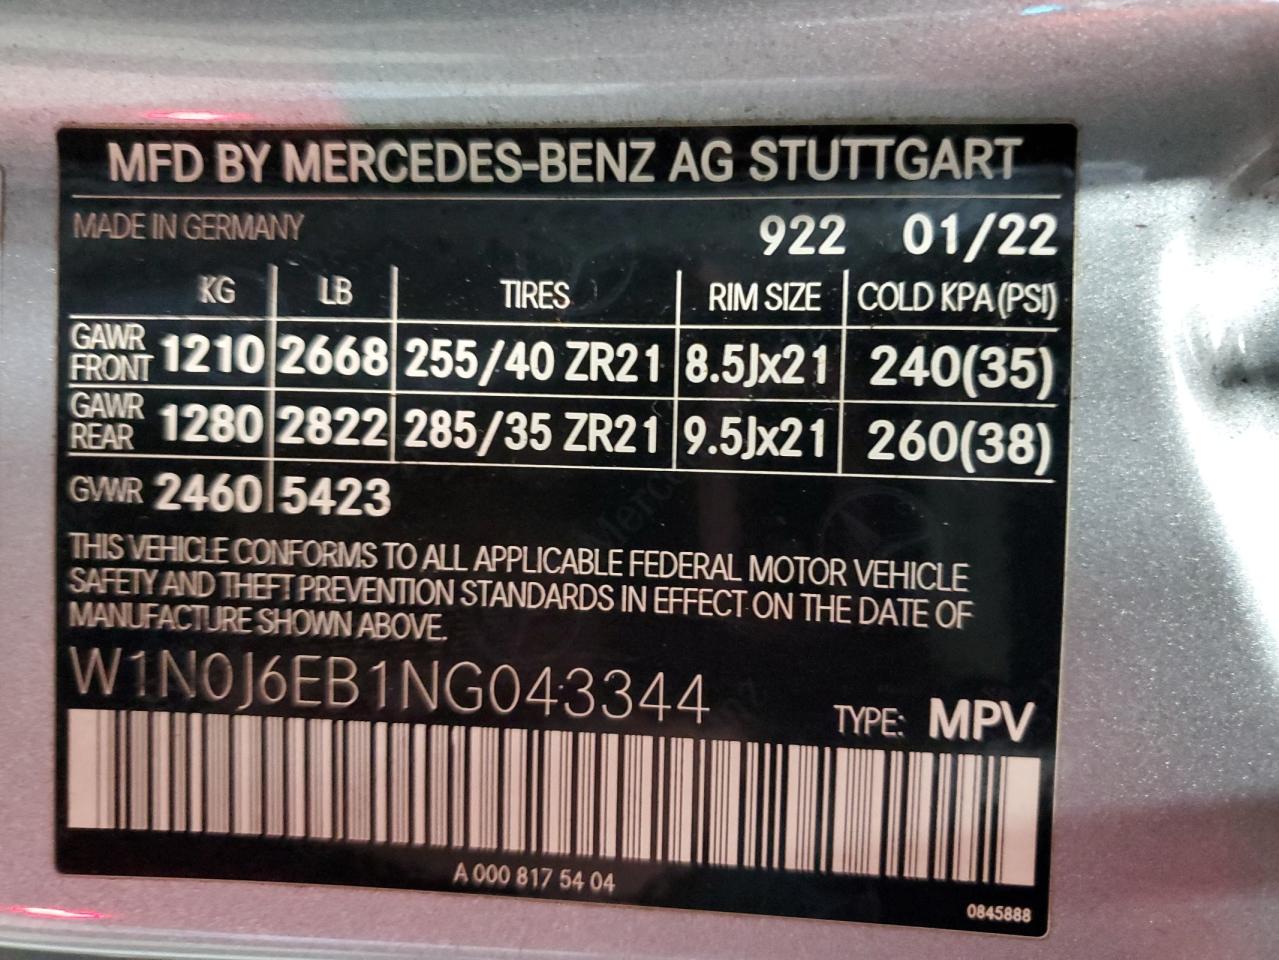 MFD BY MERCEDES-BENZ AG STUTTGART
MADE IN GERMANY 922 01/22
KG LB TIRES RIM SIZE COLD KPA (PSI)
GAWR FRONT 1210 2668 255/40 ZR21 8.5Jx21 240(35)
GAWR REAR 1280 2822 285/35 ZR21 9.5Jx21 260(38)
GVWR 2460 5423
THIS VEHICLE CONFORMS TO ALL APPLICABLE FEDERAL MOTOR VEHICLE
SAFETY AND THEFT PREVENTION STANDARDS IN EFFECT ON THE DATE OF
MANUFACTURE SHOWN ABOVE.
W1N0J6EB1NG043344
TYPE: MPV
A 000 817 54 04
0845888